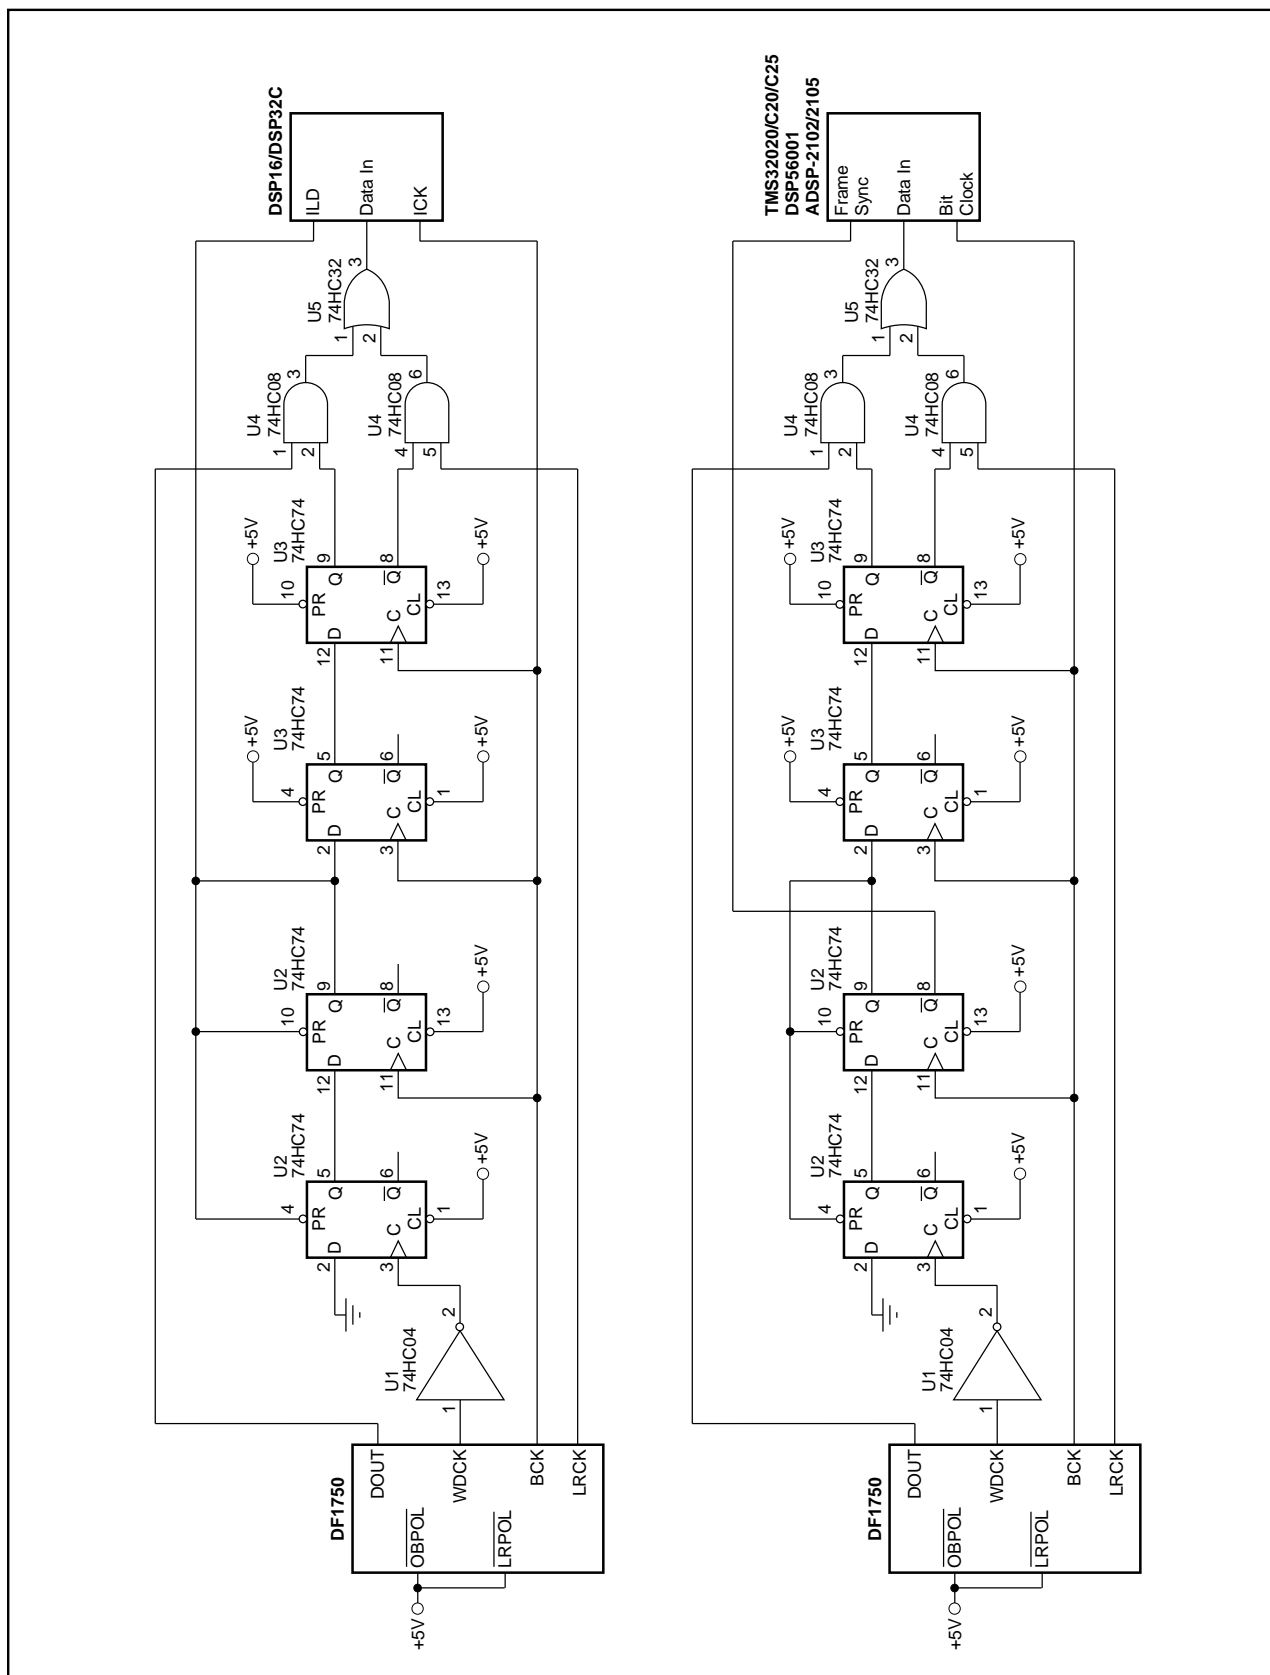 DF1750
+5V
OBPOL
LRPOL
DOUT
WDCK
BCK
LRCK
U1
74HC04
1
2
U2
74HC74
2
D
3
C
4
PR
5
Q
6
Q
CL
1
+5V
U2
74HC74
12
D
11
C
10
PR
9
Q
8
Q
CL
13
+5V
U3
74HC74
+5V
2
D
3
C
4
PR
5
Q
6
Q
CL
1
+5V
U3
74HC74
+5V
12
D
11
C
10
PR
9
Q
8
Q
CL
13
+5V
U4
74HC08
1
2
3
U4
74HC08
4
5
6
U5
74HC32
1
2
3
DSP16/DSP32C
ILD
Data In
ICK
DF1750
+5V
OBPOL
LRPOL
DOUT
WDCK
BCK
LRCK
U1
74HC04
1
2
U2
74HC74
2
D
3
C
4
PR
5
Q
6
Q
CL
1
+5V
U2
74HC74
12
D
11
C
10
PR
9
Q
8
Q
CL
13
+5V
U3
74HC74
+5V
2
D
3
C
4
PR
5
Q
6
Q
CL
1
+5V
U3
74HC74
+5V
12
D
11
C
10
PR
9
Q
8
Q
CL
13
+5V
U4
74HC08
1
2
3
U4
74HC08
4
5
6
U5
74HC32
1
2
3
TMS32020/C20/C25
DSP56001
ADSP-2102/2105
Frame
Sync
Data In
Bit
Clock